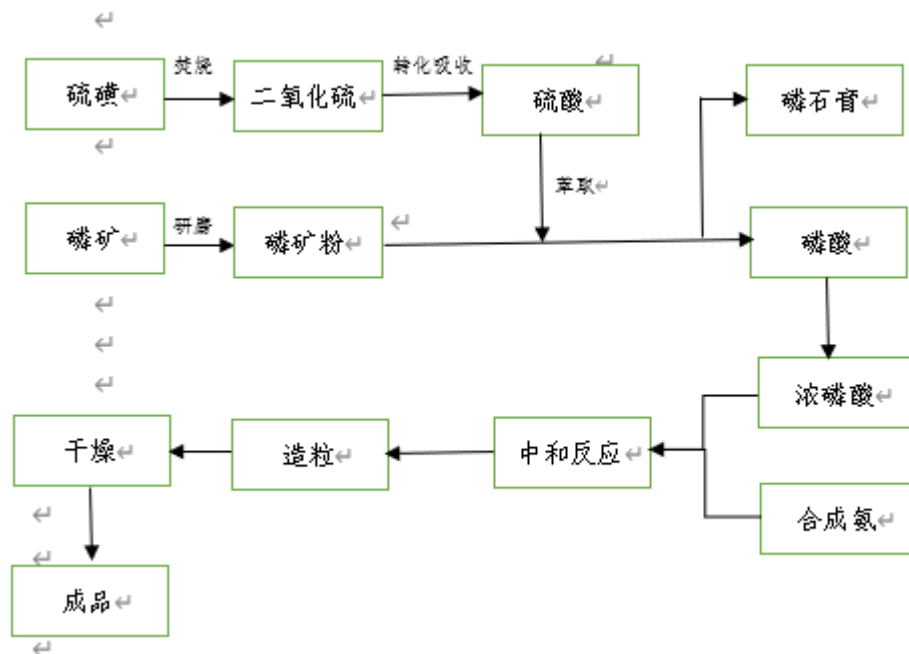 焚烧
转化吸收
硫磺
二氧化硫
硫酸
磷石膏
萃取
研磨
磷矿
磷矿粉
磷酸
浓磷酸
干燥
造粒
中和反应
合成氨
成品